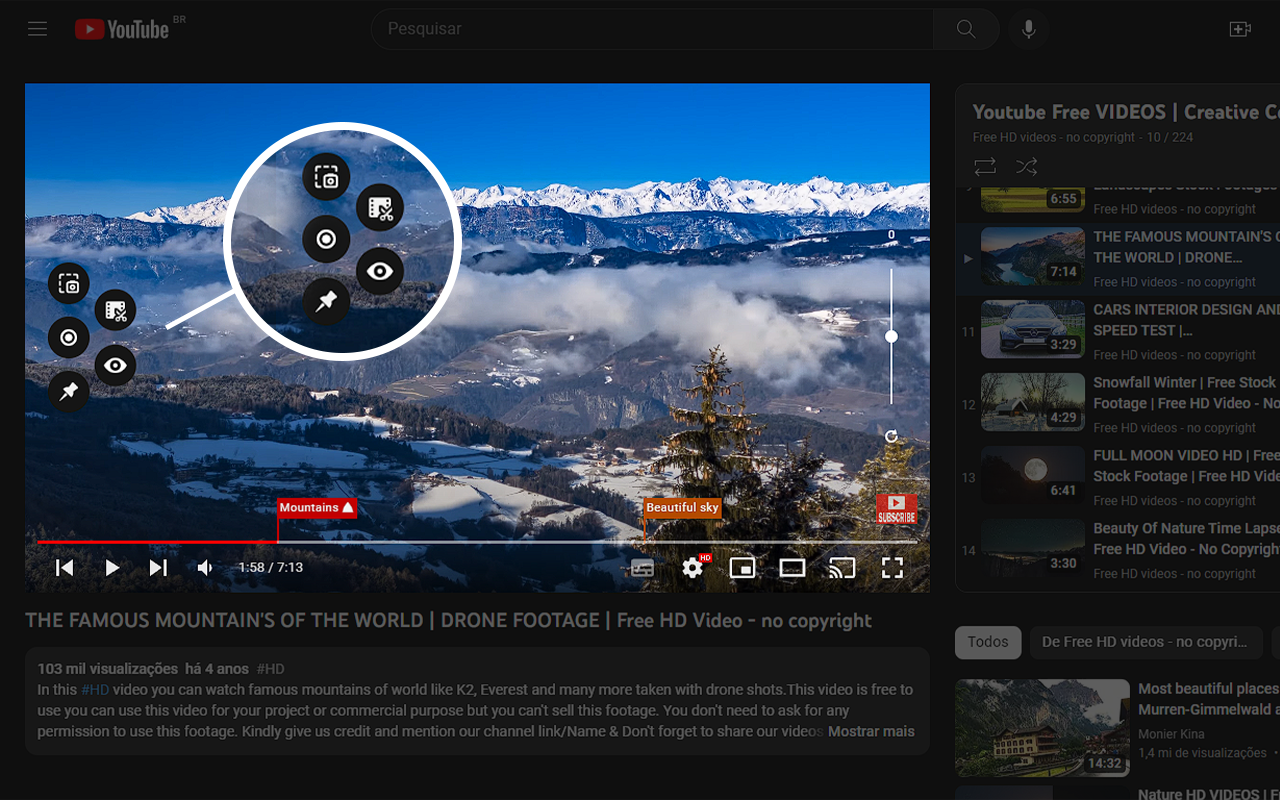 YouTube BR
Pesquisar
0
Mountains
Beautiful sky
SUBSCRIBE
1:58 / 7:13
HD
THE FAMOUS MOUNTAIN'S OF THE WORLD | DRONE FOOTAGE | Free HD Video - no copyright
103 mil visualizações há 4 anos #HD
In this #HD video you can watch famous mountains of world like K2, Everest and many more taken with drone shots.This video is free to
use you can use this video for your project or commercial purpose but you can't sell this footage. You don't need to ask for any
permission to use this footage. Kindly give us credit and mention our channel link/Name & Don't forget to share our videos Mostrar mais
Youtube Free VIDEOS | Creative Co
Free HD videos - no copyright - 10 / 224
Landscapes Stock Footages
6:55
Free HD videos - no copyright
THE FAMOUS MOUNTAIN'S O
THE WORLD | DRONE...
7:14
Free HD videos - no copyright
11
CARS INTERIOR DESIGN AND
SPEED TEST |...
3:29
Free HD videos - no copyright
12
Snowfall Winter | Free Stock
Footage | Free HD Video - No
4:29
Free HD videos - no copyright
13
FULL MOON VIDEO HD | Free
Stock Footage | Free HD Vide
6:41
Free HD videos - no copyright
14
Beauty Of Nature Time Lapse
Free HD Video - No Copyright
3:30
Free HD videos - no copyright
Todos
De Free HD videos - no copyri...
Most beautiful places
Murren-Gimmelwald a
Monier Kina
1,4 mi de visualizações •
14:32
Nature HD VIDEOS | F